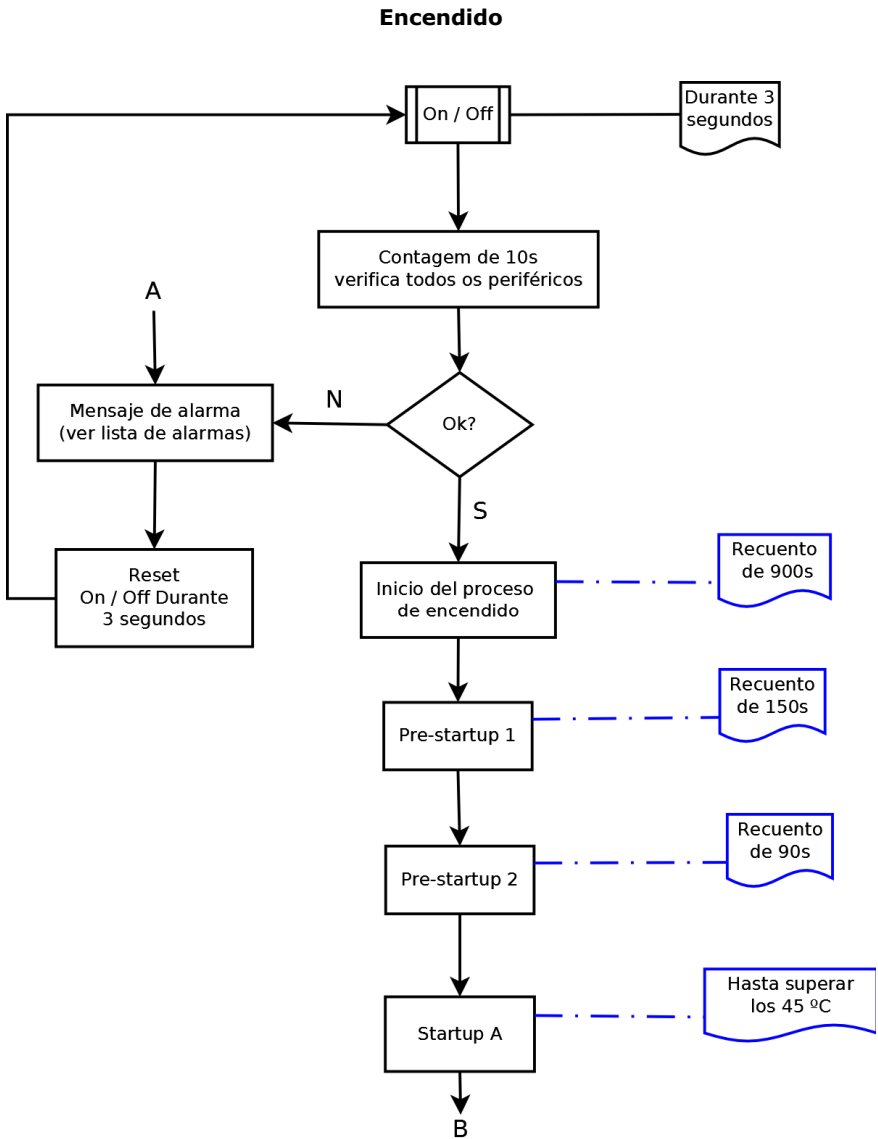 Encendido
On / Off
Durante 3
segundos
Contagem de 10s
verifica todos os periféricos
A
Mensaje de alarma
(ver lista de alarmas)
N
Ok?
S
Reset
On / Off Durante
3 segundos
Inicio del proceso
de encendido
Recuento
de 900s
Pre-startup 1
Recuento
de 150s
Pre-startup 2
Recuento
de 90s
Startup A
Hasta superar
los 45 ºC
B